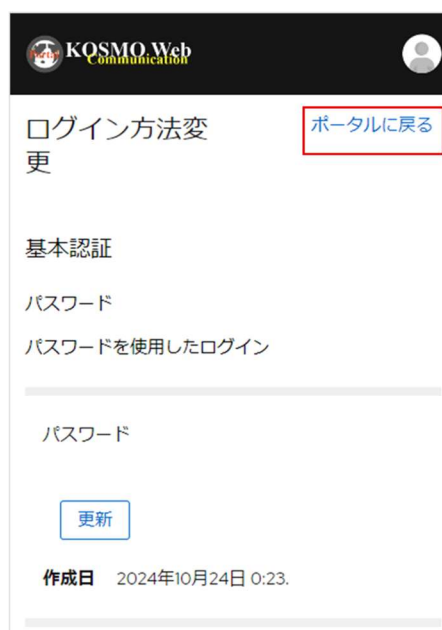 Portal KOSMO Web
Communication
ログイン方法変
更
ポータルに戻る
基本認証
パスワード
パスワードを使用したログイン
パスワード
更新
作成日 2024年10月24日 0:23.